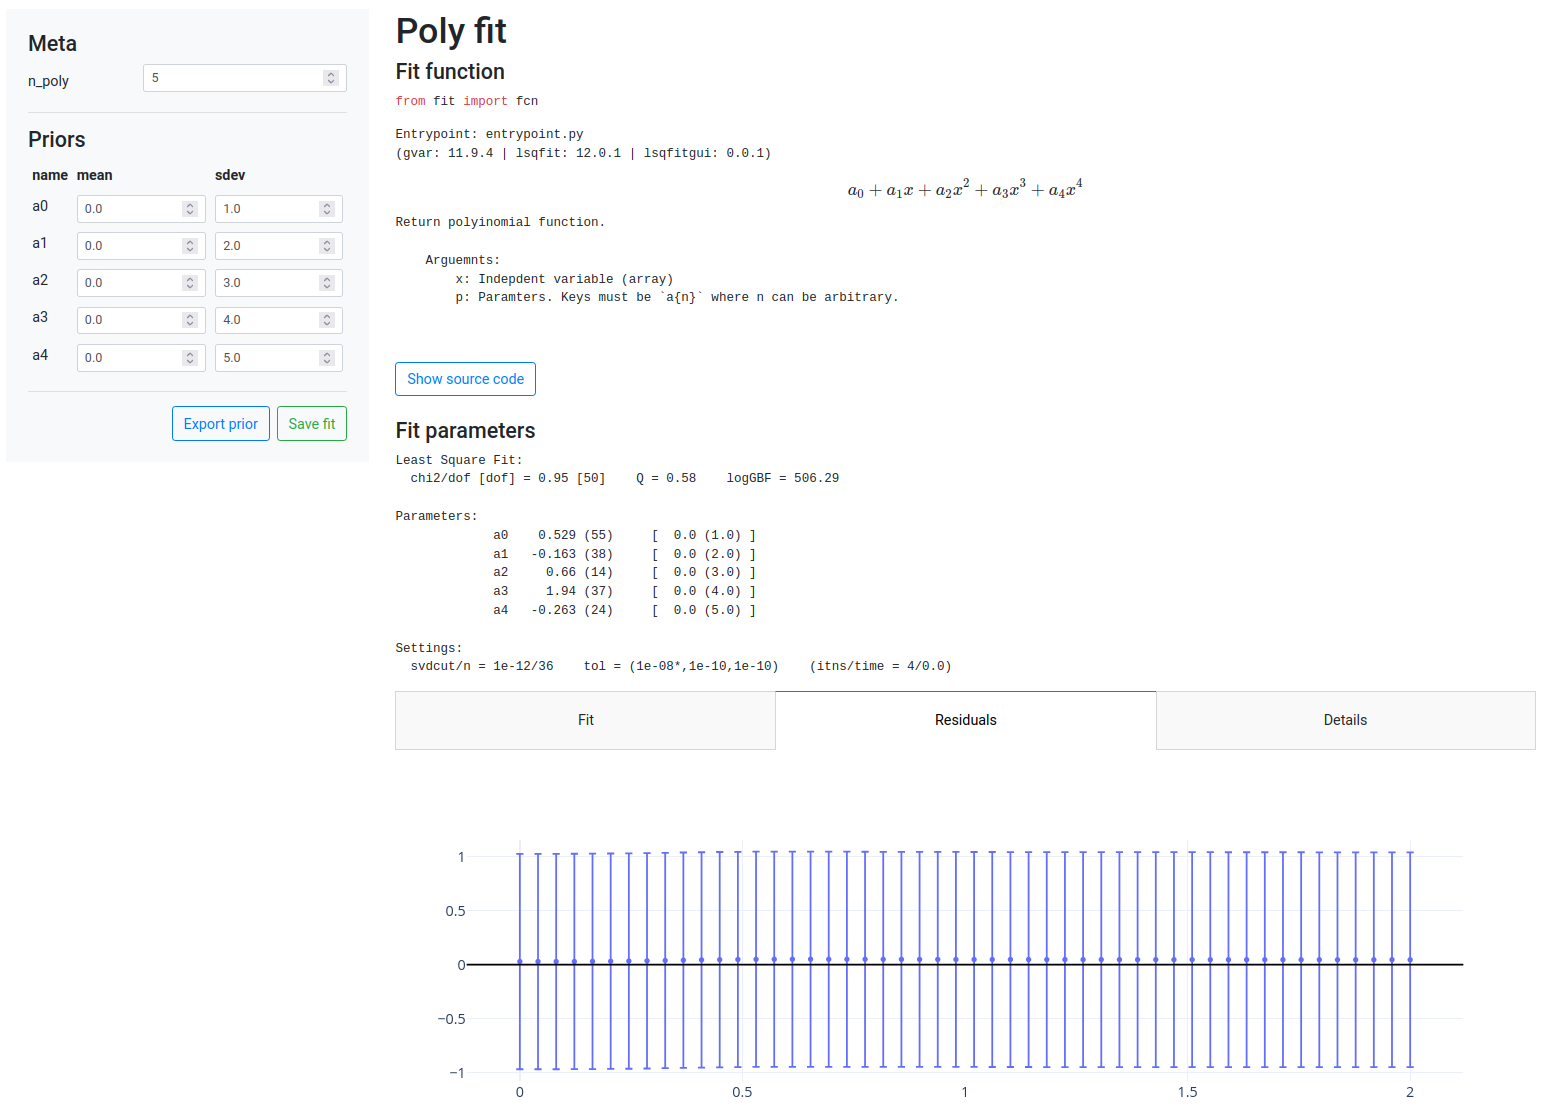 Meta
n_poly 5
Priors
name mean sdev
a0 0.0 1.0
a1 0.0 2.0
a2 0.0 3.0
a3 0.0 4.0
a4 0.0 5.0
Export prior Save fit
Poly fit
Fit function
from fit import fcn
Entrypoint: entrypoint.py
(gvar: 11.9.4 | lsqfit: 12.0.1 | lsqfitgui: 0.0.1)
a₀ + a₁x + a₂x² + a₃x³ + a₄x⁴
Return polyinomial function.
Arguemnts:
x: Indepdent variable (array)
p: Paramters. Keys must be `a{n}` where n can be arbitrary.
Show source code
Fit parameters
Least Square Fit:
chi2/dof [dof] = 0.95 [50] Q = 0.58 logGBF = 506.29
Parameters:
a0 0.529 (55) [ 0.0 (1.0) ]
a1 -0.163 (38) [ 0.0 (2.0) ]
a2 0.66 (14) [ 0.0 (3.0) ]
a3 1.94 (37) [ 0.0 (4.0) ]
a4 -0.263 (24) [ 0.0 (5.0) ]
Settings:
svdcut/n = 1e-12/36 tol = (1e-08*,1e-10,1e-10) (itns/time = 4/0.0)
Fit Residuals Details
1
0.5
0
−0.5
−1
0 0.5 1 1.5 2